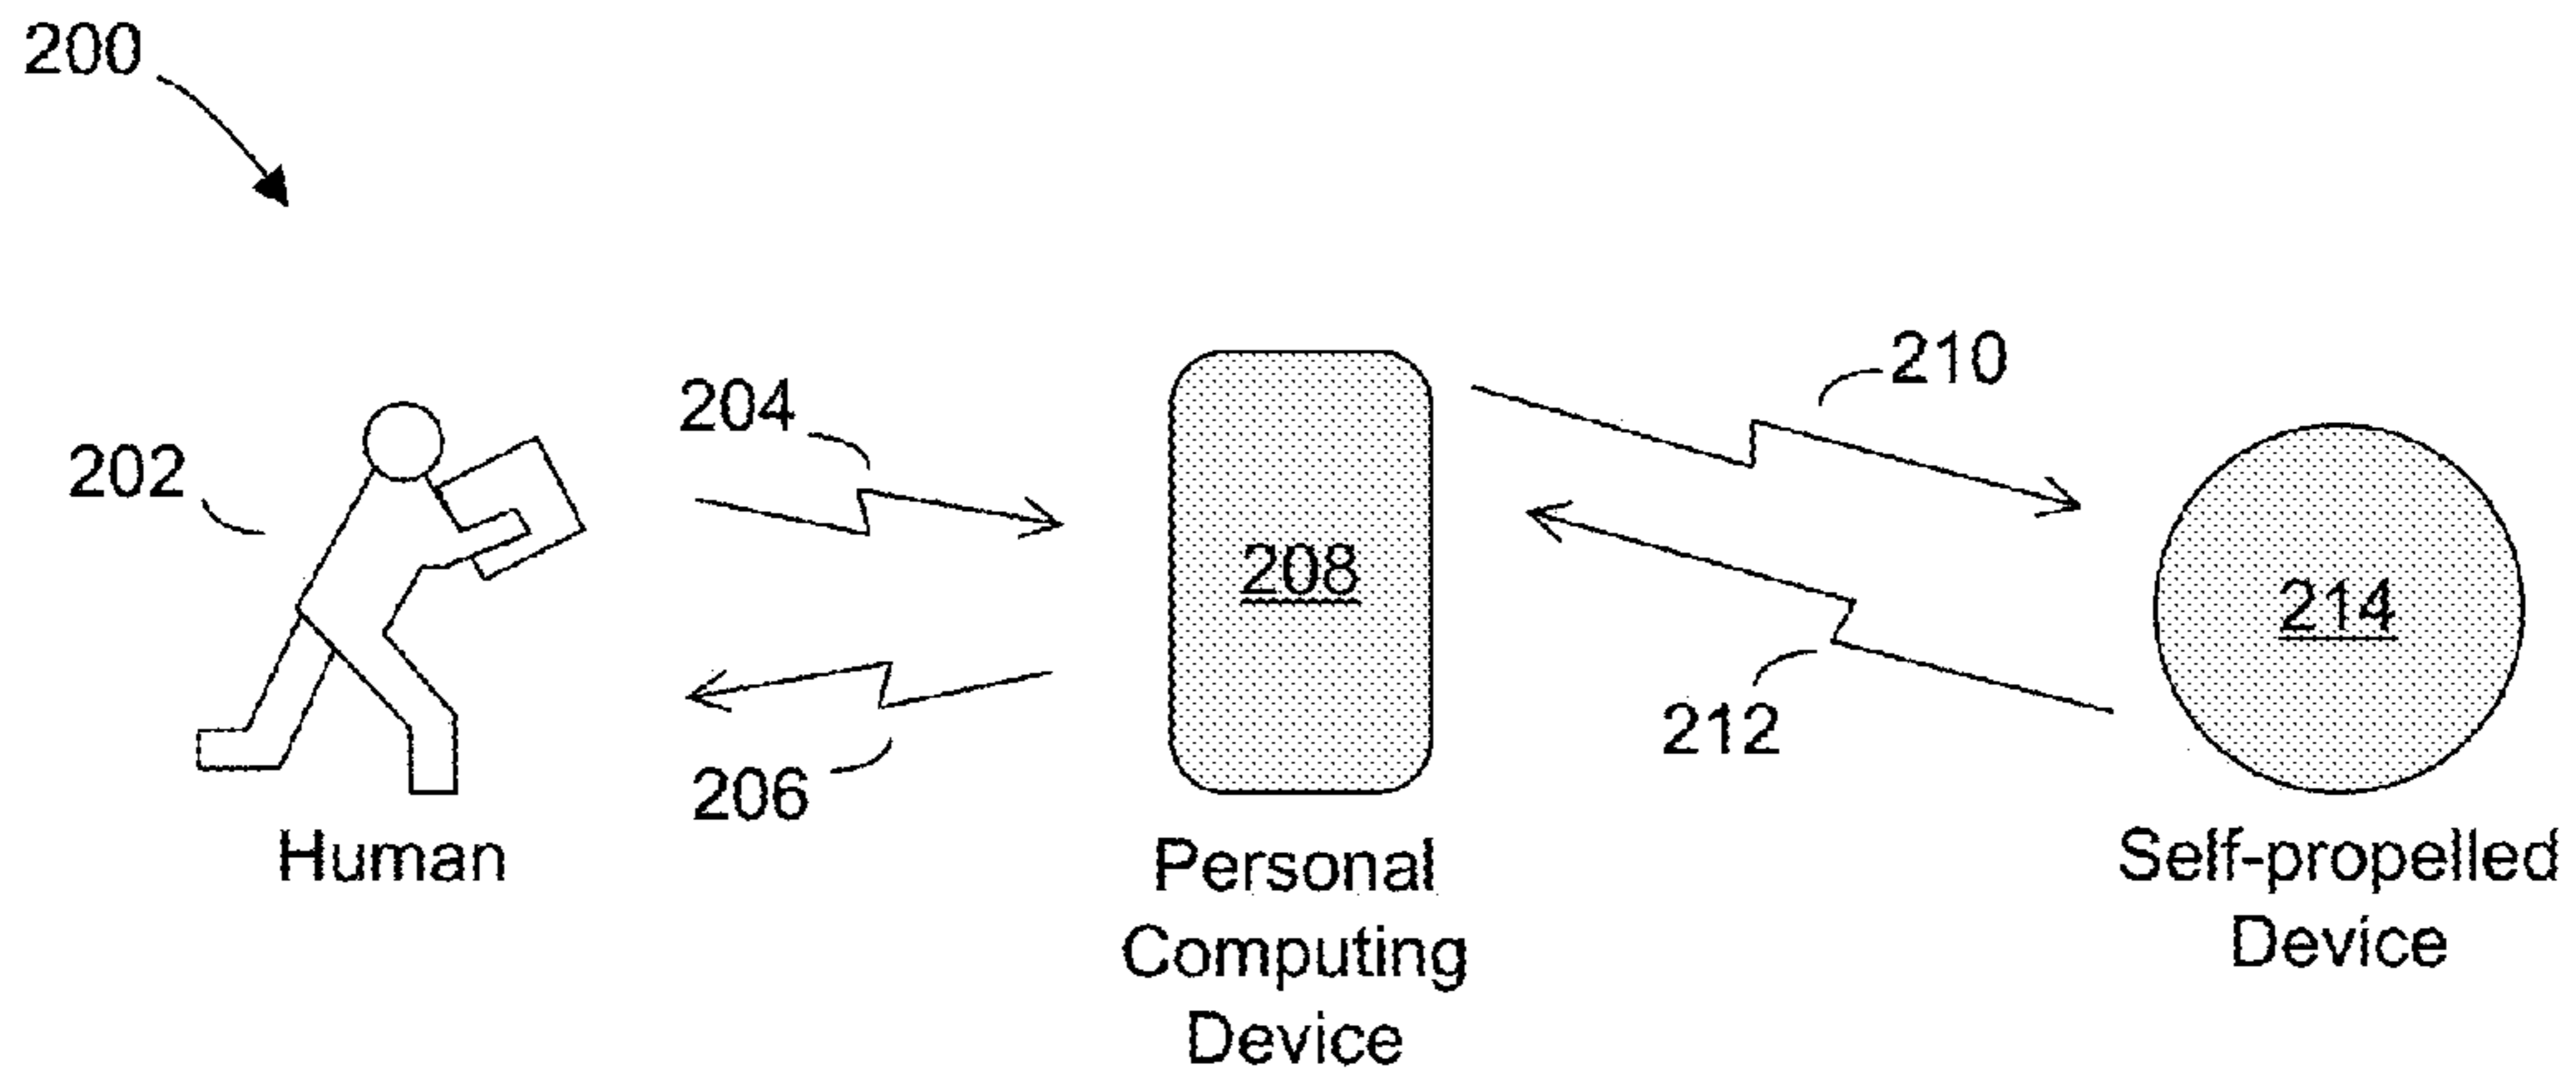 200
210
204
202
208
214
212
206
Human
Personal
Computing
Device
Self-propelled
Device